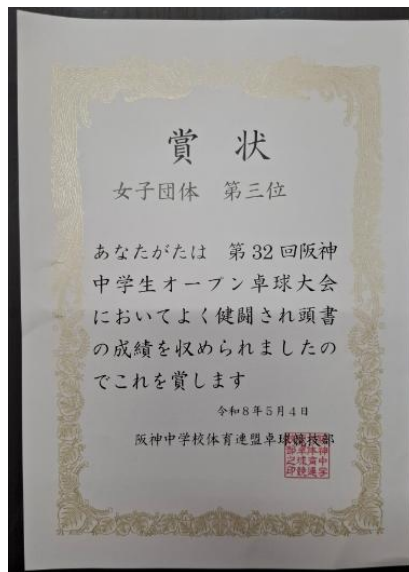 賞状
女子団体 第三位
あなたがたは 第32回阪神
中学生オープン卓球大会
においてよく健闘され頭書
の成績を収められましたの
でこれを賞します
令和8年5月4日
阪神中学校体育連盟卓球競技部